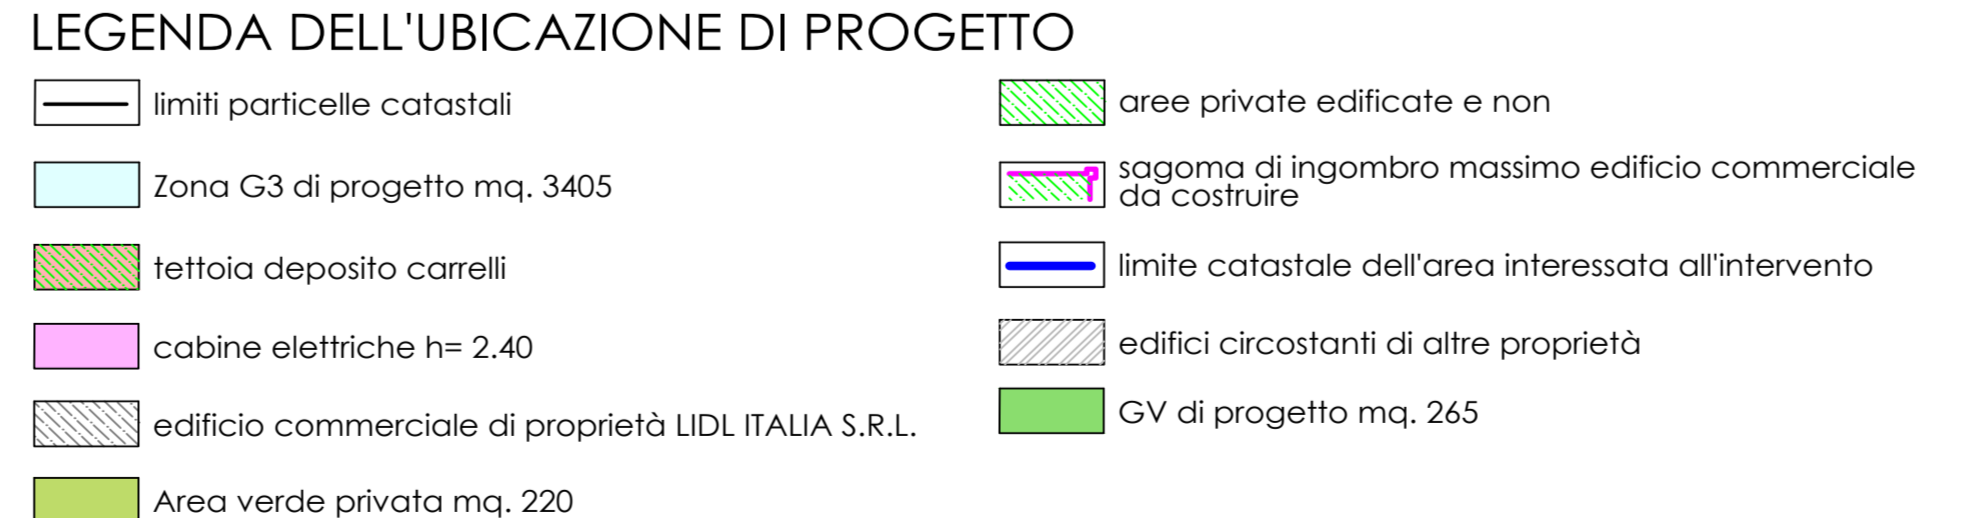 LEGENDA DELL'UBICAZIONE DI PROGETTO
limiti particelle catastali
Zona G3 di progetto mq. 3405
tettoia deposito carrelli
cabine elettriche h= 2.40
edificio commerciale di proprietà LIDL ITALIA S.R.L.
Area verde privata mq. 220
aree private edificate e non
sagoma di ingombro massimo edificio commerciale
da costruire
limite catastale dell'area interessata all'intervento
edifici circostanti di altre proprietà
GV di progetto mq. 265